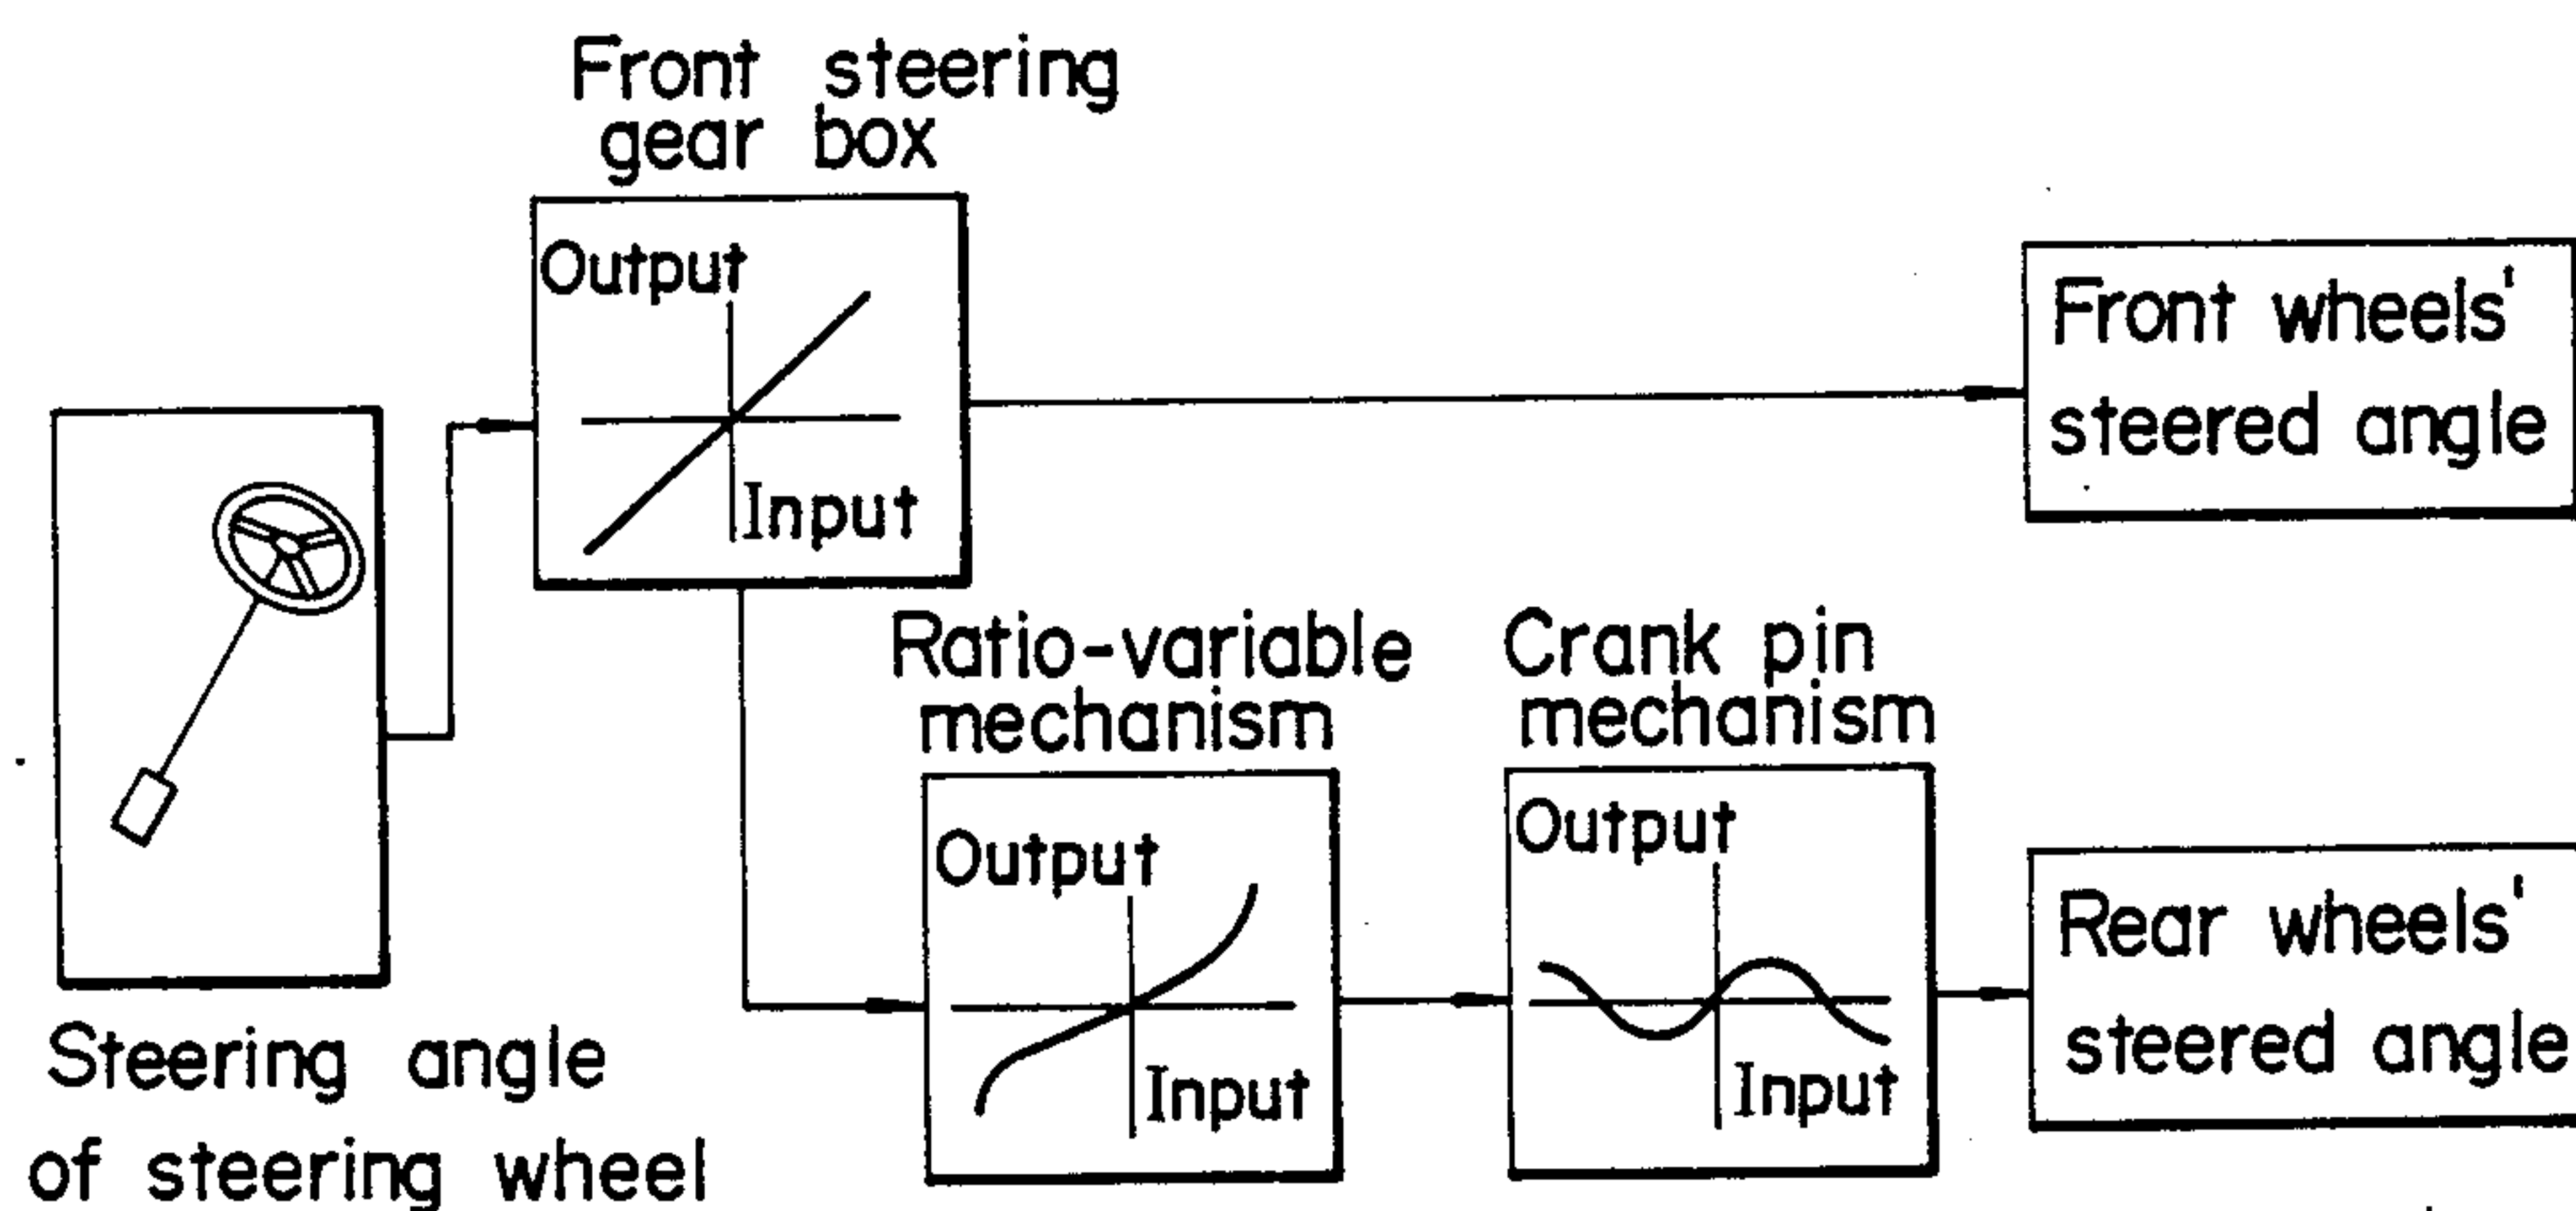 Front steering
gear box
Output
Input
Front wheels'
steered angle
Steering angle
of steering wheel
Ratio-variable
mechanism
Output
Input
Crank pin
mechanism
Output
Input
Rear wheels'
steered angle